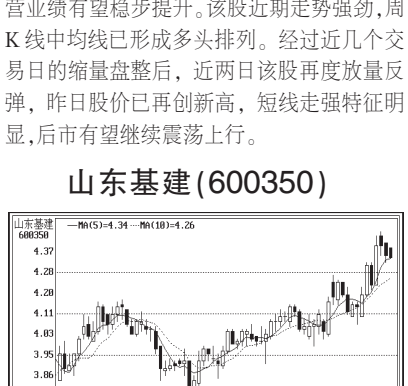 营业绩有望稳步提升。该股近期走势强劲,周
K线中均线已形成多头排列。经过近几个交
易日的缩量盘整后，近两日该股再度放量反
弹，昨日股价已再创新高，短线走强特征明
显,后市有望继续震荡上行。
山东基建(600350)
山东基建 —MA(5)=4.34 ┈MA(10)=4.26
600350
4.37
4.28
4.20
4.11
4.03
3.95
3.86